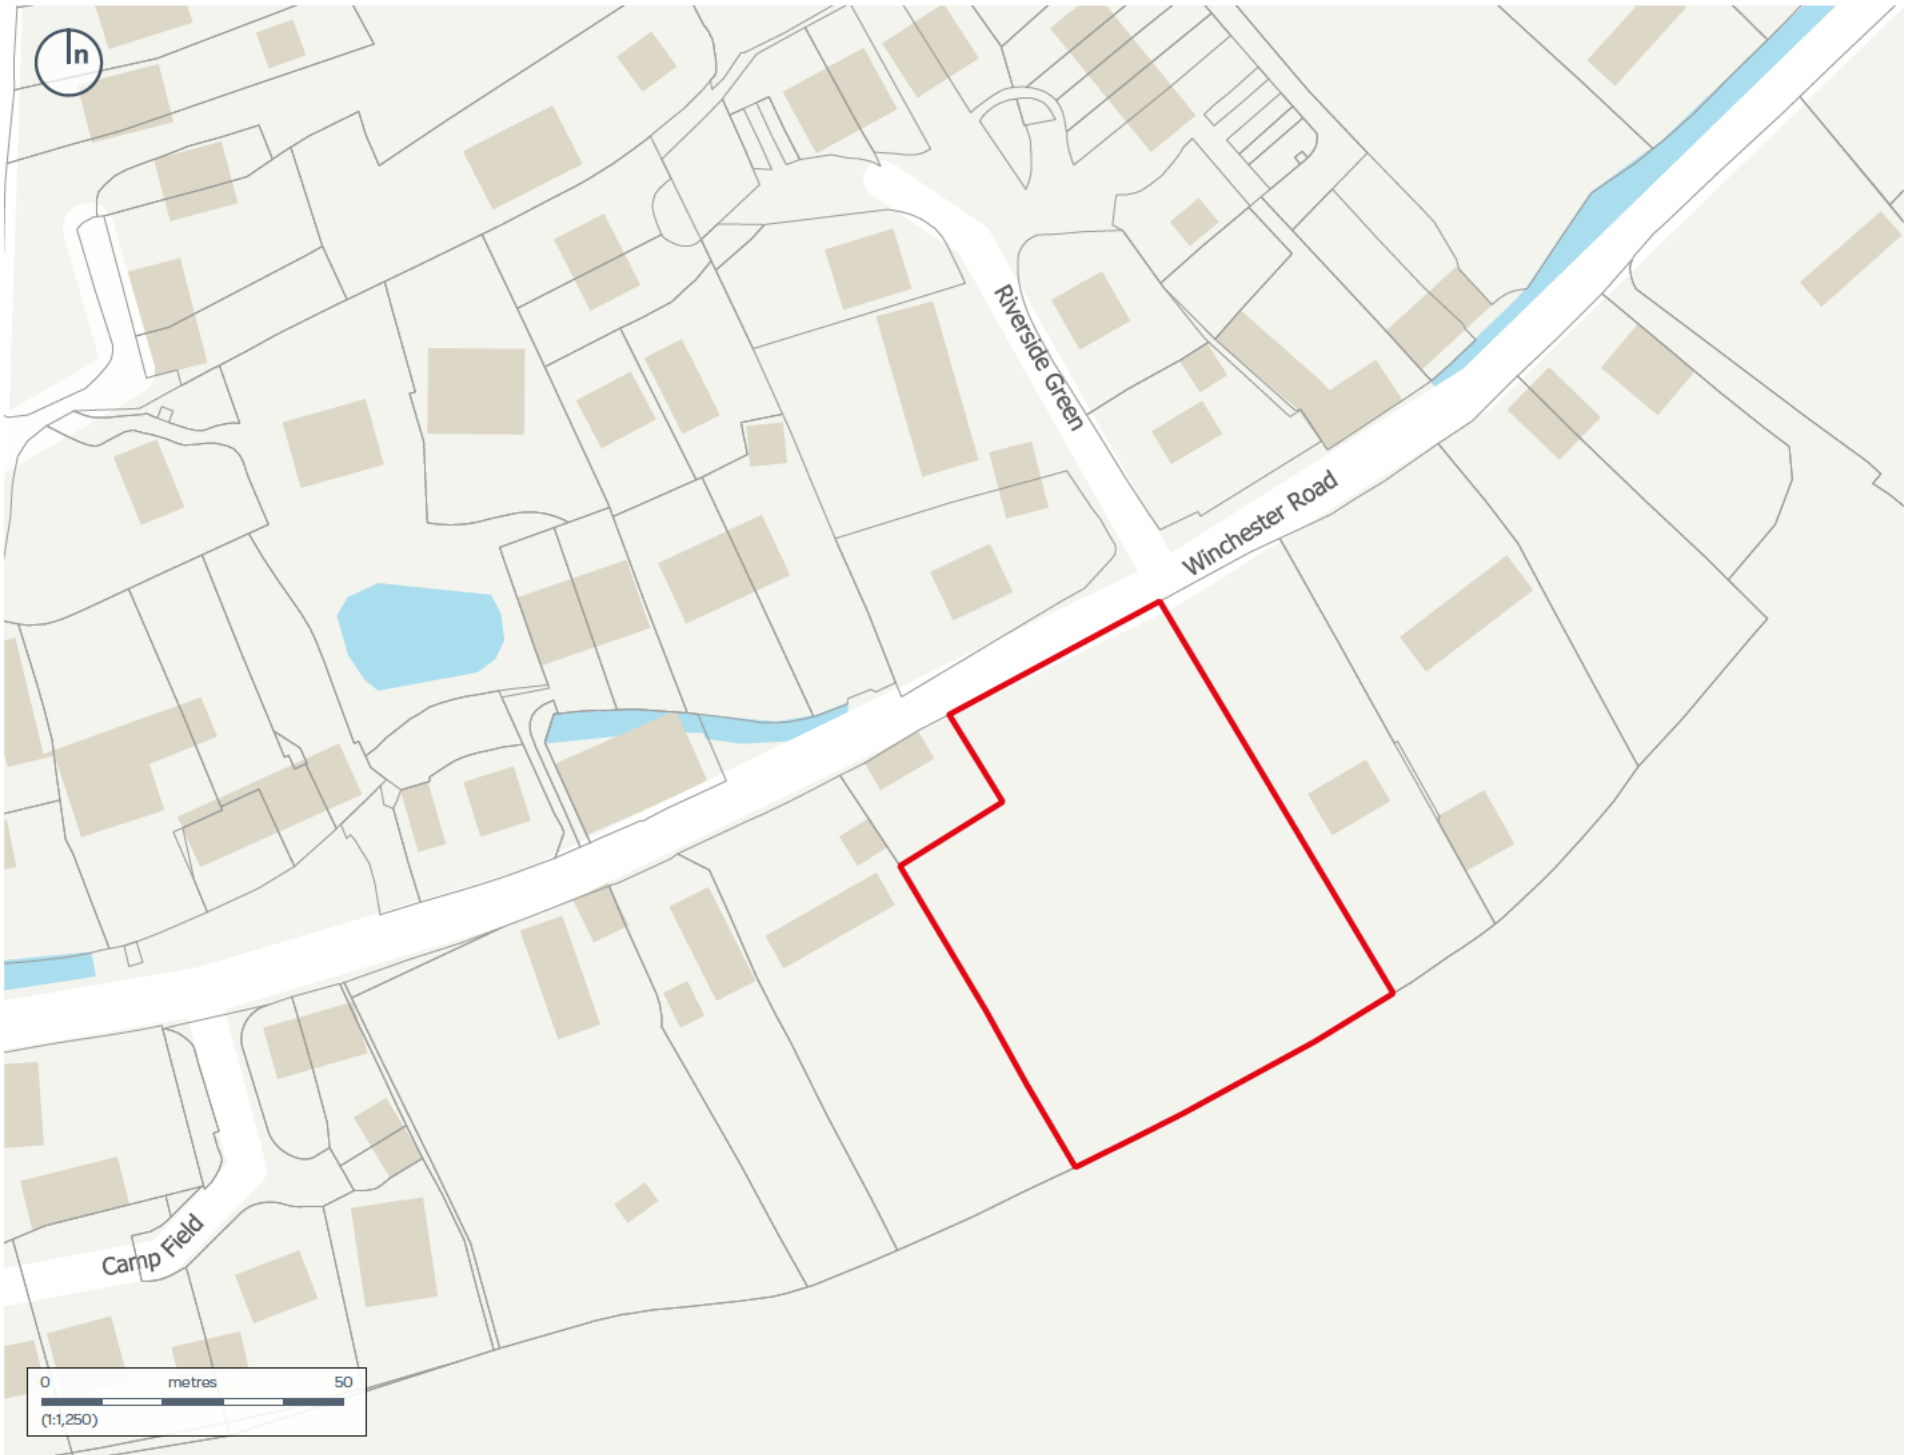 n
Riverside Green
Winchester Road
Camp Field
0 metres 50
(1:1,250)